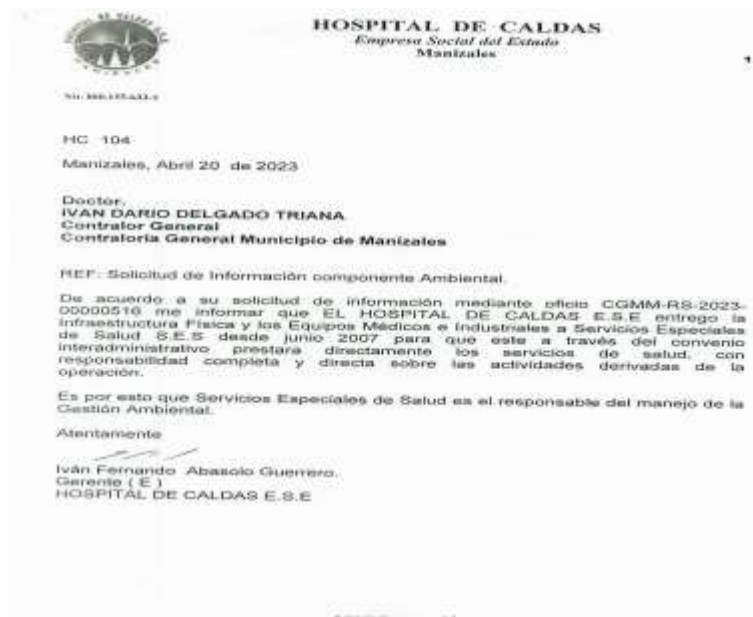 HOSPITAL DE CALDAS
Empresa Social del Estado
Manizales
1
HC 104
Manizales, Abril 20 de 2023
Doctor.
IVAN DARIO DELGADO TRIANA
Contralor General
Contraloria General Municipio de Manizales
REF: Solicitud de Información componente Ambiental.
De acuerdo a su solicitud de información mediante oficio CGMM-RS-2023-
00000516 me informar que EL HOSPITAL DE CALDAS E.S.E entrego la
Infraestructura Física y los Equipos Médicos e Industriales a Servicios Especiales
de Salud S.E.S desde junio 2007 para que este a través del convenio
interadministrativo prestara directamente los servicios de salud, con
responsabilidad completa y directa sobre las actividades derivadas de la
operación.
Es por esto que Servicios Especiales de Salud es el responsable del manejo de la
Gestión Ambiental.
Atentamente
Iván Fernando Abasolo Guerrero.
Gerente ( E )
HOSPITAL DE CALDAS E.S.E